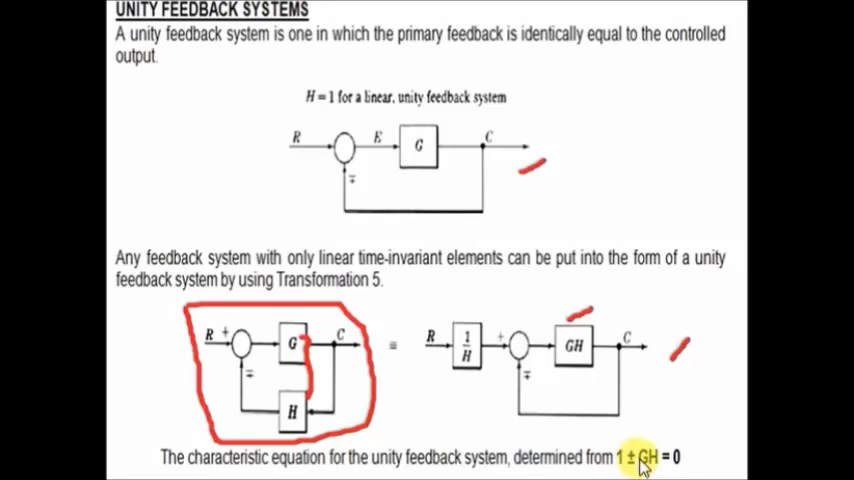 UNITY FEEDBACK SYSTEMS
A unity feedback system is one in which the primary feedback is identically equal to the controlled
output.
H = 1 for a linear, unity feedback system
R E G C
∓
Any feedback system with only linear time-invariant elements can be put into the form of a unity
feedback system by using Transformation 5.
R + G C ≡ R 1/H + GH C
∓ ∓
H
The characteristic equation for the unity feedback system, determined from 1 ± GH = 0